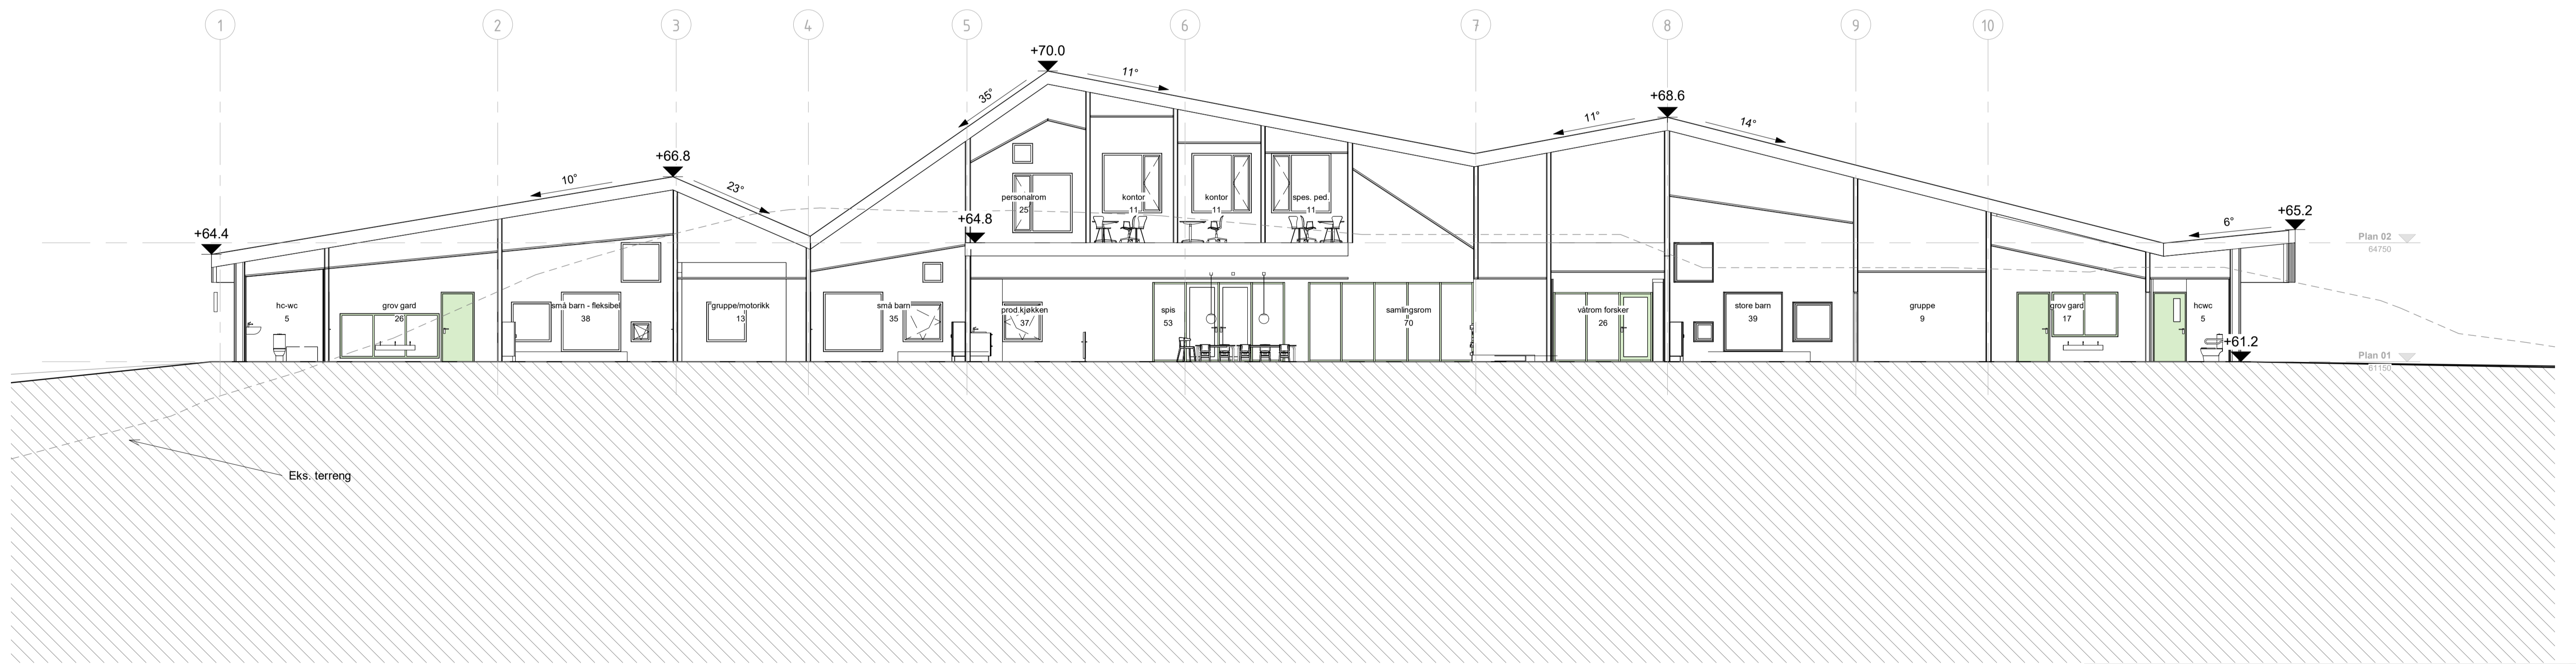 1 2 3 4 5 6 7 8 9 10
+70.0
11°
35°
+68.6
11°
14°
+66.8
10°
23°
+64.4
+64.8
6°
+65.2
personalrom
25
kontor
11
kontor
11
spes. ped.
11
Plan 02
64750
hc-wc
5
grov gard
26
små barn - fleksibel
38
gruppe/motorikk
13
små barn
35
prod.kjøkken
37
spis
53
samlingsrom
70
våtrom forsker
26
store barn
39
gruppe
9
grov gard
17
hcwc
5
+61.2
Plan 01
61150
Eks. terreng